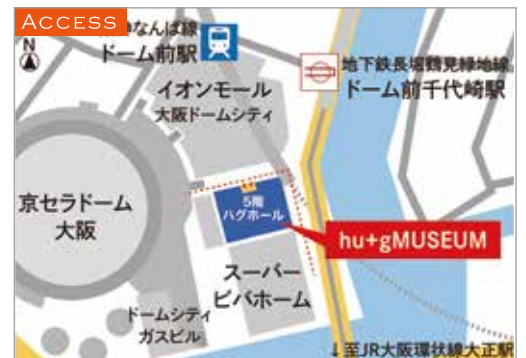 ACCESS
なんば線
ドーム前駅
N
地下鉄長堀鶴見緑地線
ドーム前千代崎駅
イオンモール
大阪ドームシティ
京セラドーム
大阪
5階
ハグホール
hu+gMUSEUM
スーパー
ビバホーム
ドームシティ
ガスビル
↓至JR大阪環状線大正駅